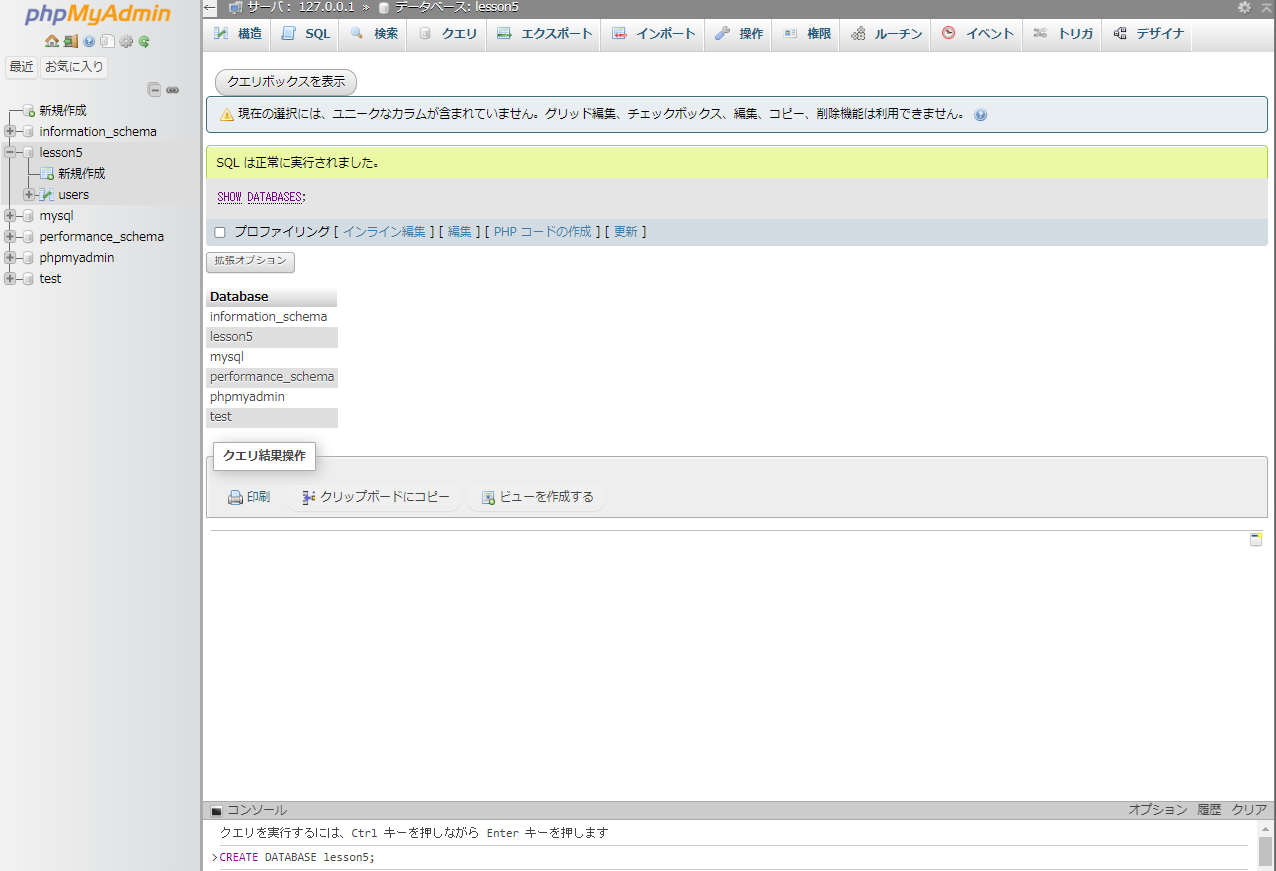 phpMyAdmin
最近 お気に入り
新規作成
information_schema
lesson5
新規作成
users
mysql
performance_schema
phpmyadmin
test
サーバ: 127.0.0.1 » データベース: lesson5
構造 SQL 検索 クエリ エクスポート インポート 操作 権限 ルーチン イベント トリガ デザイナ
クエリボックスを表示
現在の選択には、ユニークなカラムが含まれていません。グリッド編集、チェックボックス、編集、コピー、削除機能は利用できません。
SQL は正常に実行されました。
SHOW DATABASES;
プロファイリング [ インライン編集 ] [ 編集 ] [ PHP コードの作成 ] [ 更新 ]
拡張オプション
Database
information_schema
lesson5
mysql
performance_schema
phpmyadmin
test
クエリ結果操作
印刷 クリップボードにコピー ビューを作成する
コンソール オプション 履歴 クリア
クエリを実行するには、Ctrl キーを押しながら Enter キーを押します
>CREATE DATABASE lesson5;